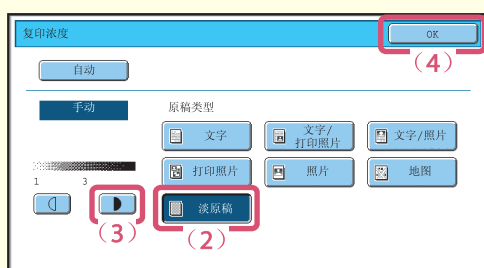 复印浓度
OK
(4)
自动
手动
原稿类型
文字
文字/
打印照片
文字/照片
打印照片
照片
地图
1 3
淡原稿
(3)
(2)